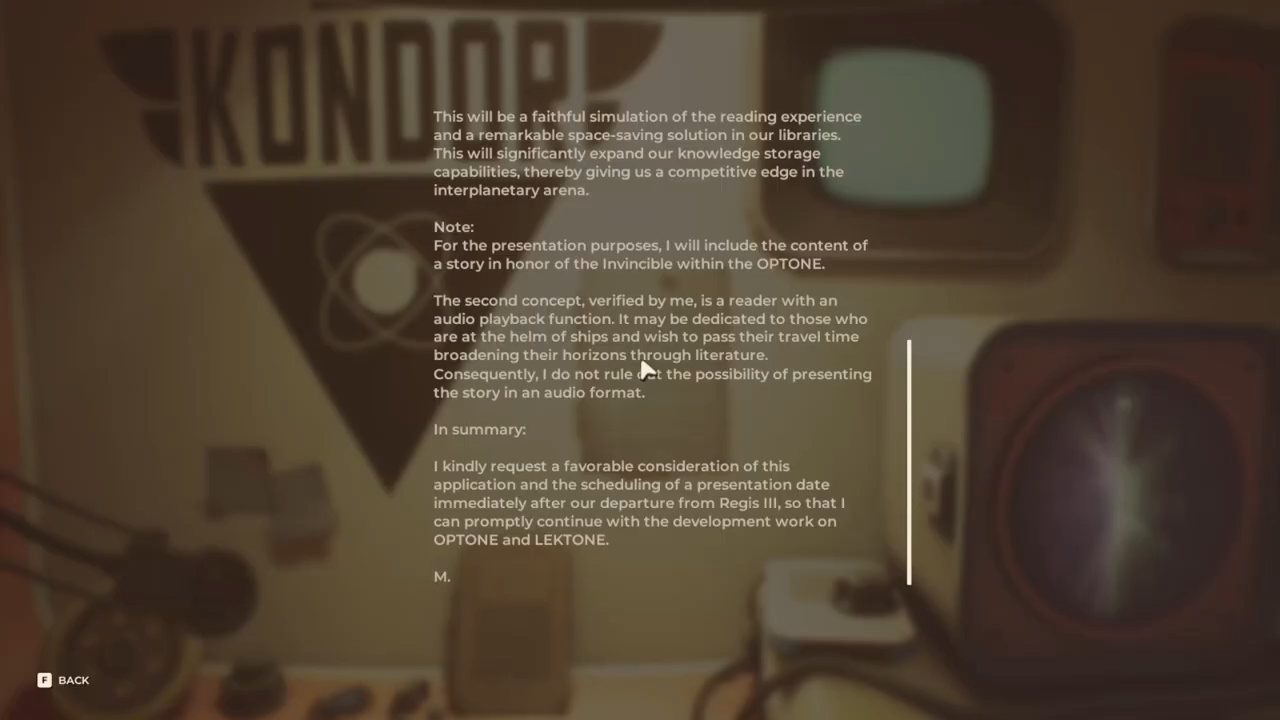 KONDOR
This will be a faithful simulation of the reading experience
and a remarkable space-saving solution in our libraries.
This will significantly expand our knowledge storage
capabilities, thereby giving us a competitive edge in the
interplanetary arena.
Note:
For the presentation purposes, I will include the content of
a story in honor of the Invincible within the OPTONE.
The second concept, verified by me, is a reader with an
audio playback function. It may be dedicated to those who
are at the helm of ships and wish to pass their travel time
broadening their horizons through literature.
Consequently, I do not rule out the possibility of presenting
the story in an audio format.
In summary:
I kindly request a favorable consideration of this
application and the scheduling of a presentation date
immediately after our departure from Regis III, so that I
can promptly continue with the development work on
OPTONE and LEKTONE.
M.
F BACK